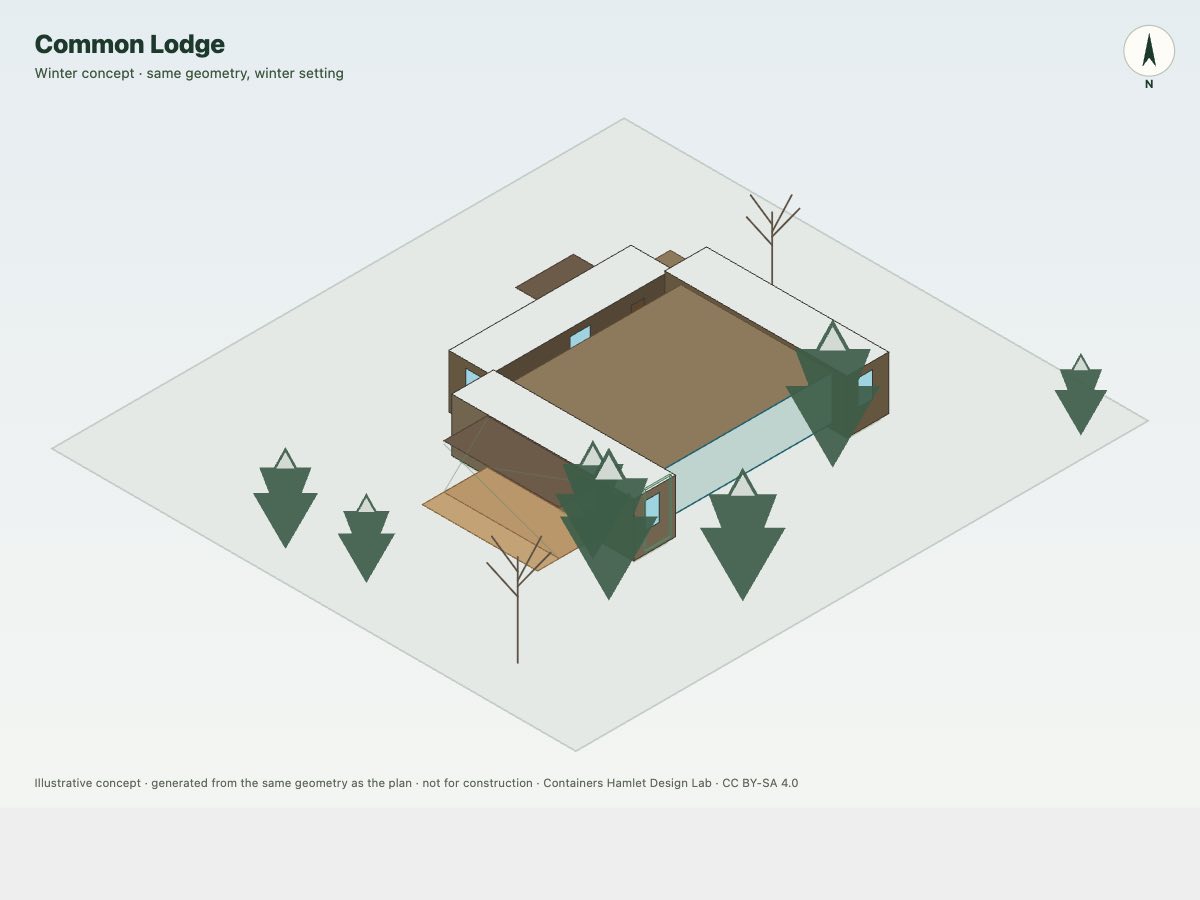 Common Lodge
Winter concept · same geometry, winter setting
N
Illustrative concept · generated from the same geometry as the plan · not for construction · Containers Hamlet Design Lab · CC BY-SA 4.0